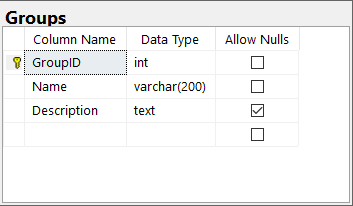 Groups
Column Name Data Type Allow Nulls
GroupID int
Name varchar(200)
Description text